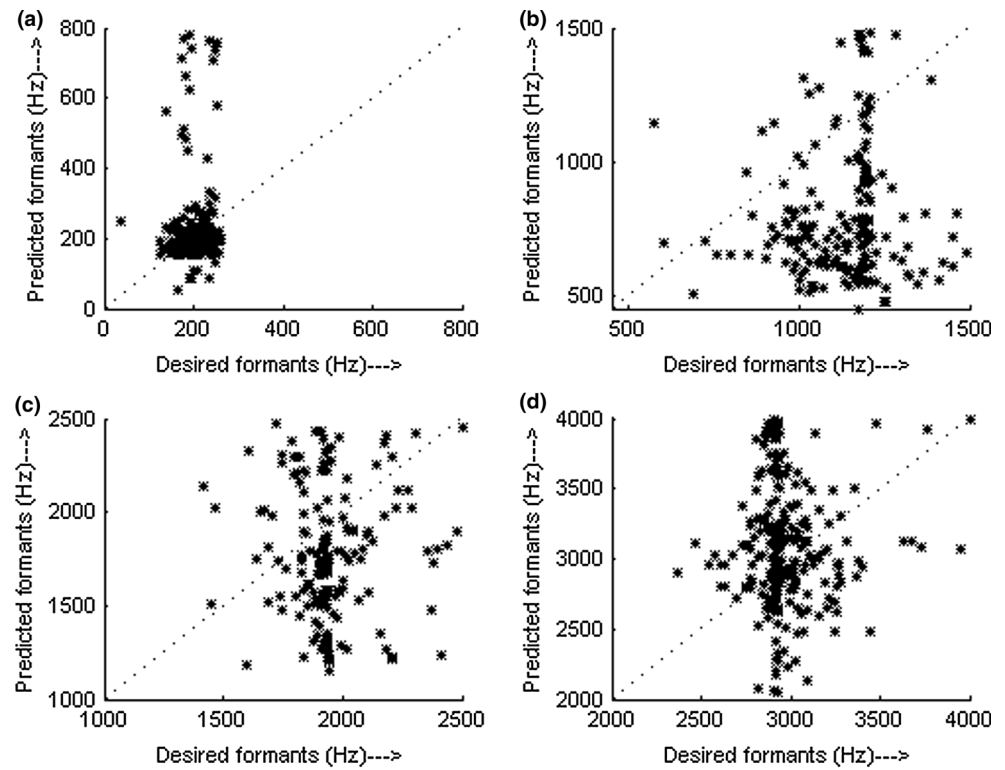 (a)
800
600
400
200
0
Predicted formants (Hz)--->
0 200 400 600 800
Desired formants (Hz)--->
(b)
1500
1000
500
Predicted formants (Hz)--->
500 1000 1500
Desired formants (Hz)--->
(c)
2500
2000
1500
1000
Predicted formants (Hz)--->
1000 1500 2000 2500
Desired formants (Hz)--->
(d)
4000
3500
3000
2500
2000
Predicted formants (Hz)--->
2000 2500 3000 3500 4000
Desired formants (Hz)--->